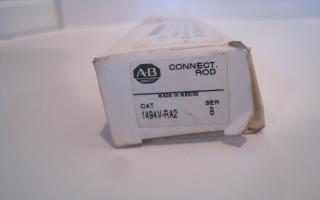 AB
CONNECT.
ROD
MADE IN MEXICO
CAT SER
1494V-RA2 B